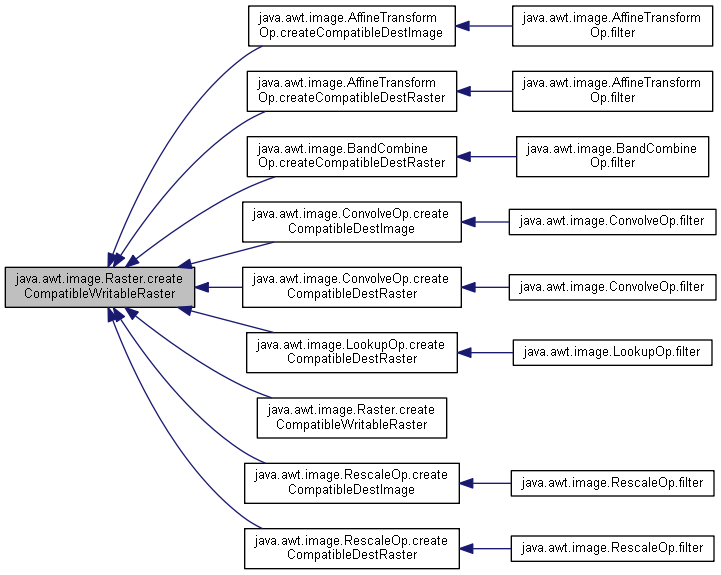 java.awt.image.AffineTransform
Op.createCompatibleDestImage
java.awt.image.AffineTransform
Op.filter
java.awt.image.AffineTransform
Op.createCompatibleDestRaster
java.awt.image.AffineTransform
Op.filter
java.awt.image.BandCombine
Op.createCompatibleDestRaster
java.awt.image.BandCombine
Op.filter
java.awt.image.ConvolveOp.create
CompatibleDestImage
java.awt.image.ConvolveOp.filter
java.awt.image.Raster.create
CompatibleWritableRaster
java.awt.image.ConvolveOp.create
CompatibleDestRaster
java.awt.image.ConvolveOp.filter
java.awt.image.LookupOp.create
CompatibleDestRaster
java.awt.image.LookupOp.filter
java.awt.image.Raster.create
CompatibleWritableRaster
java.awt.image.RescaleOp.create
CompatibleDestImage
java.awt.image.RescaleOp.filter
java.awt.image.RescaleOp.create
CompatibleDestRaster
java.awt.image.RescaleOp.filter